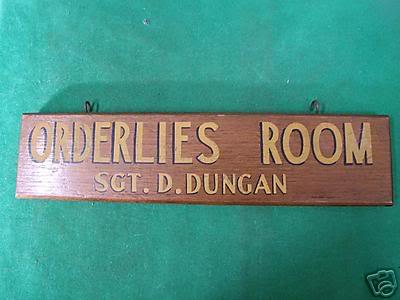 ORDERLIES ROOM
SGT. D. DUNGAN